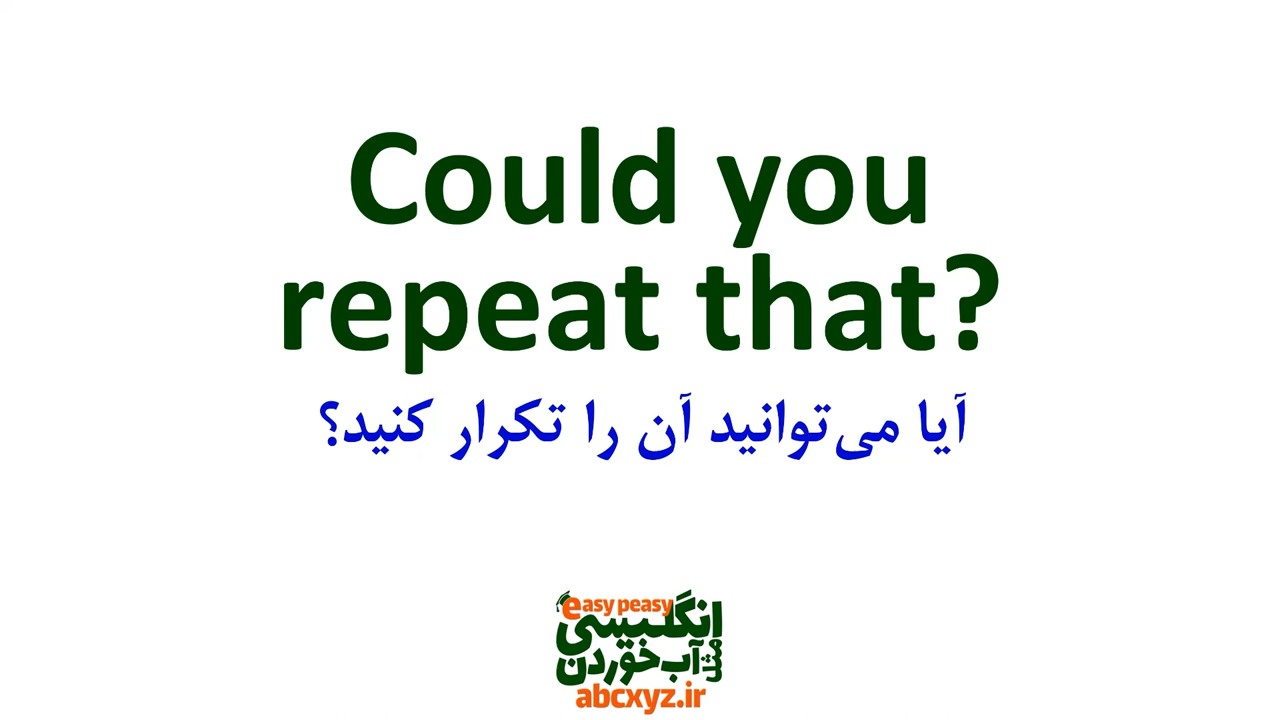 Could you
repeat that?
آیا می‌توانید آن را تکرار کنید؟
easy peasy
انگلیسی
مثل آب خوردن
abcxyz.ir